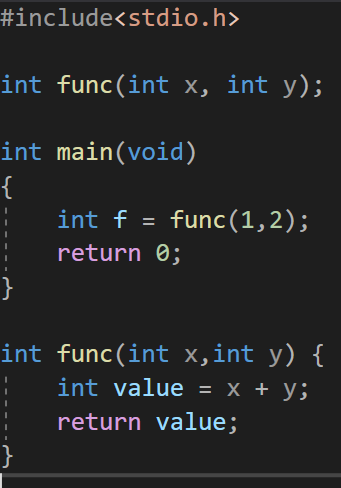 #include<stdio.h>
int func(int x, int y);
int main(void)
{
    int f = func(1,2);
    return 0;
}
int func(int x,int y) {
    int value = x + y;
    return value;
}